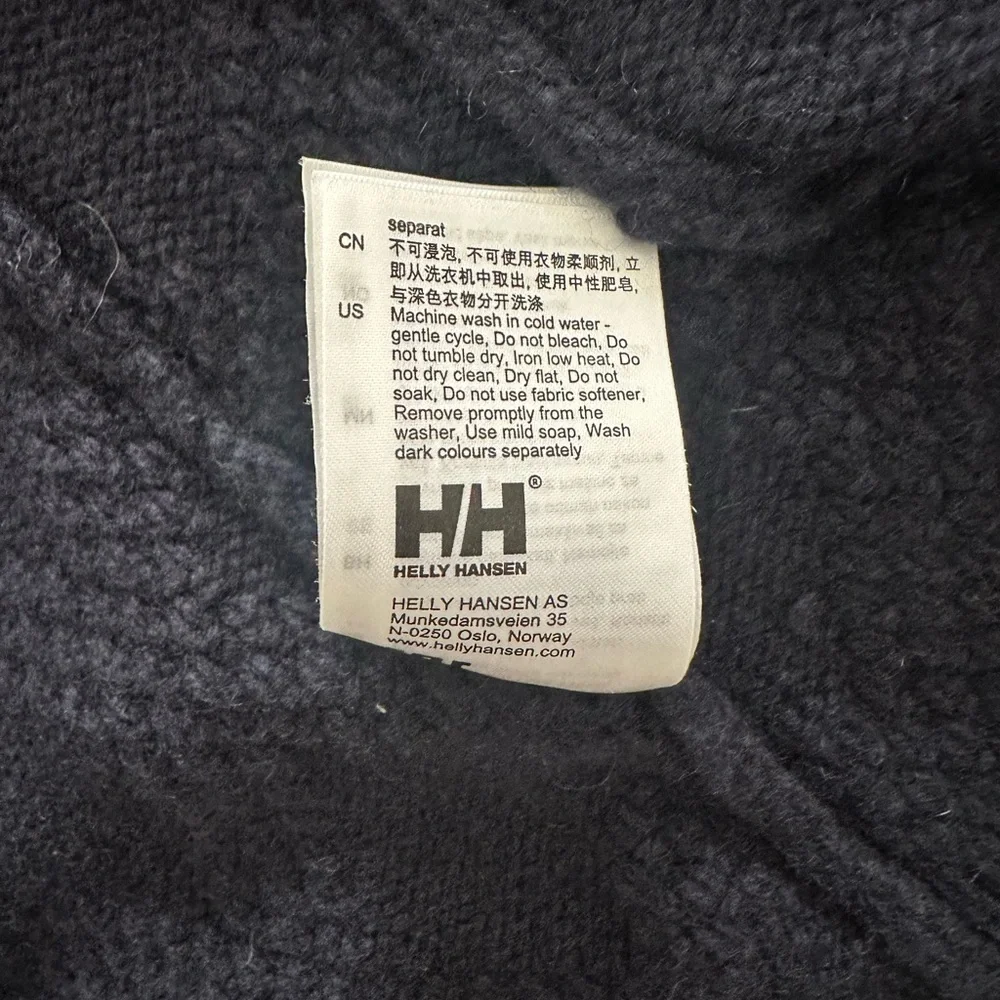 separat
CN
不可浸泡, 不可使用衣物柔顺剂, 立
即从洗衣机中取出, 使用中性肥皂,
与深色衣物分开洗涤
US
Machine wash in cold water -
gentle cycle, Do not bleach, Do
not tumble dry, Iron low heat, Do
not dry clean, Dry flat, Do not
soak, Do not use fabric softener,
Remove promptly from the
washer, Use mild soap, Wash
dark colours separately
HH®
HELLY HANSEN
HELLY HANSEN AS
Munkedamsveien 35
N-0250 Oslo, Norway
www.hellyhansen.com